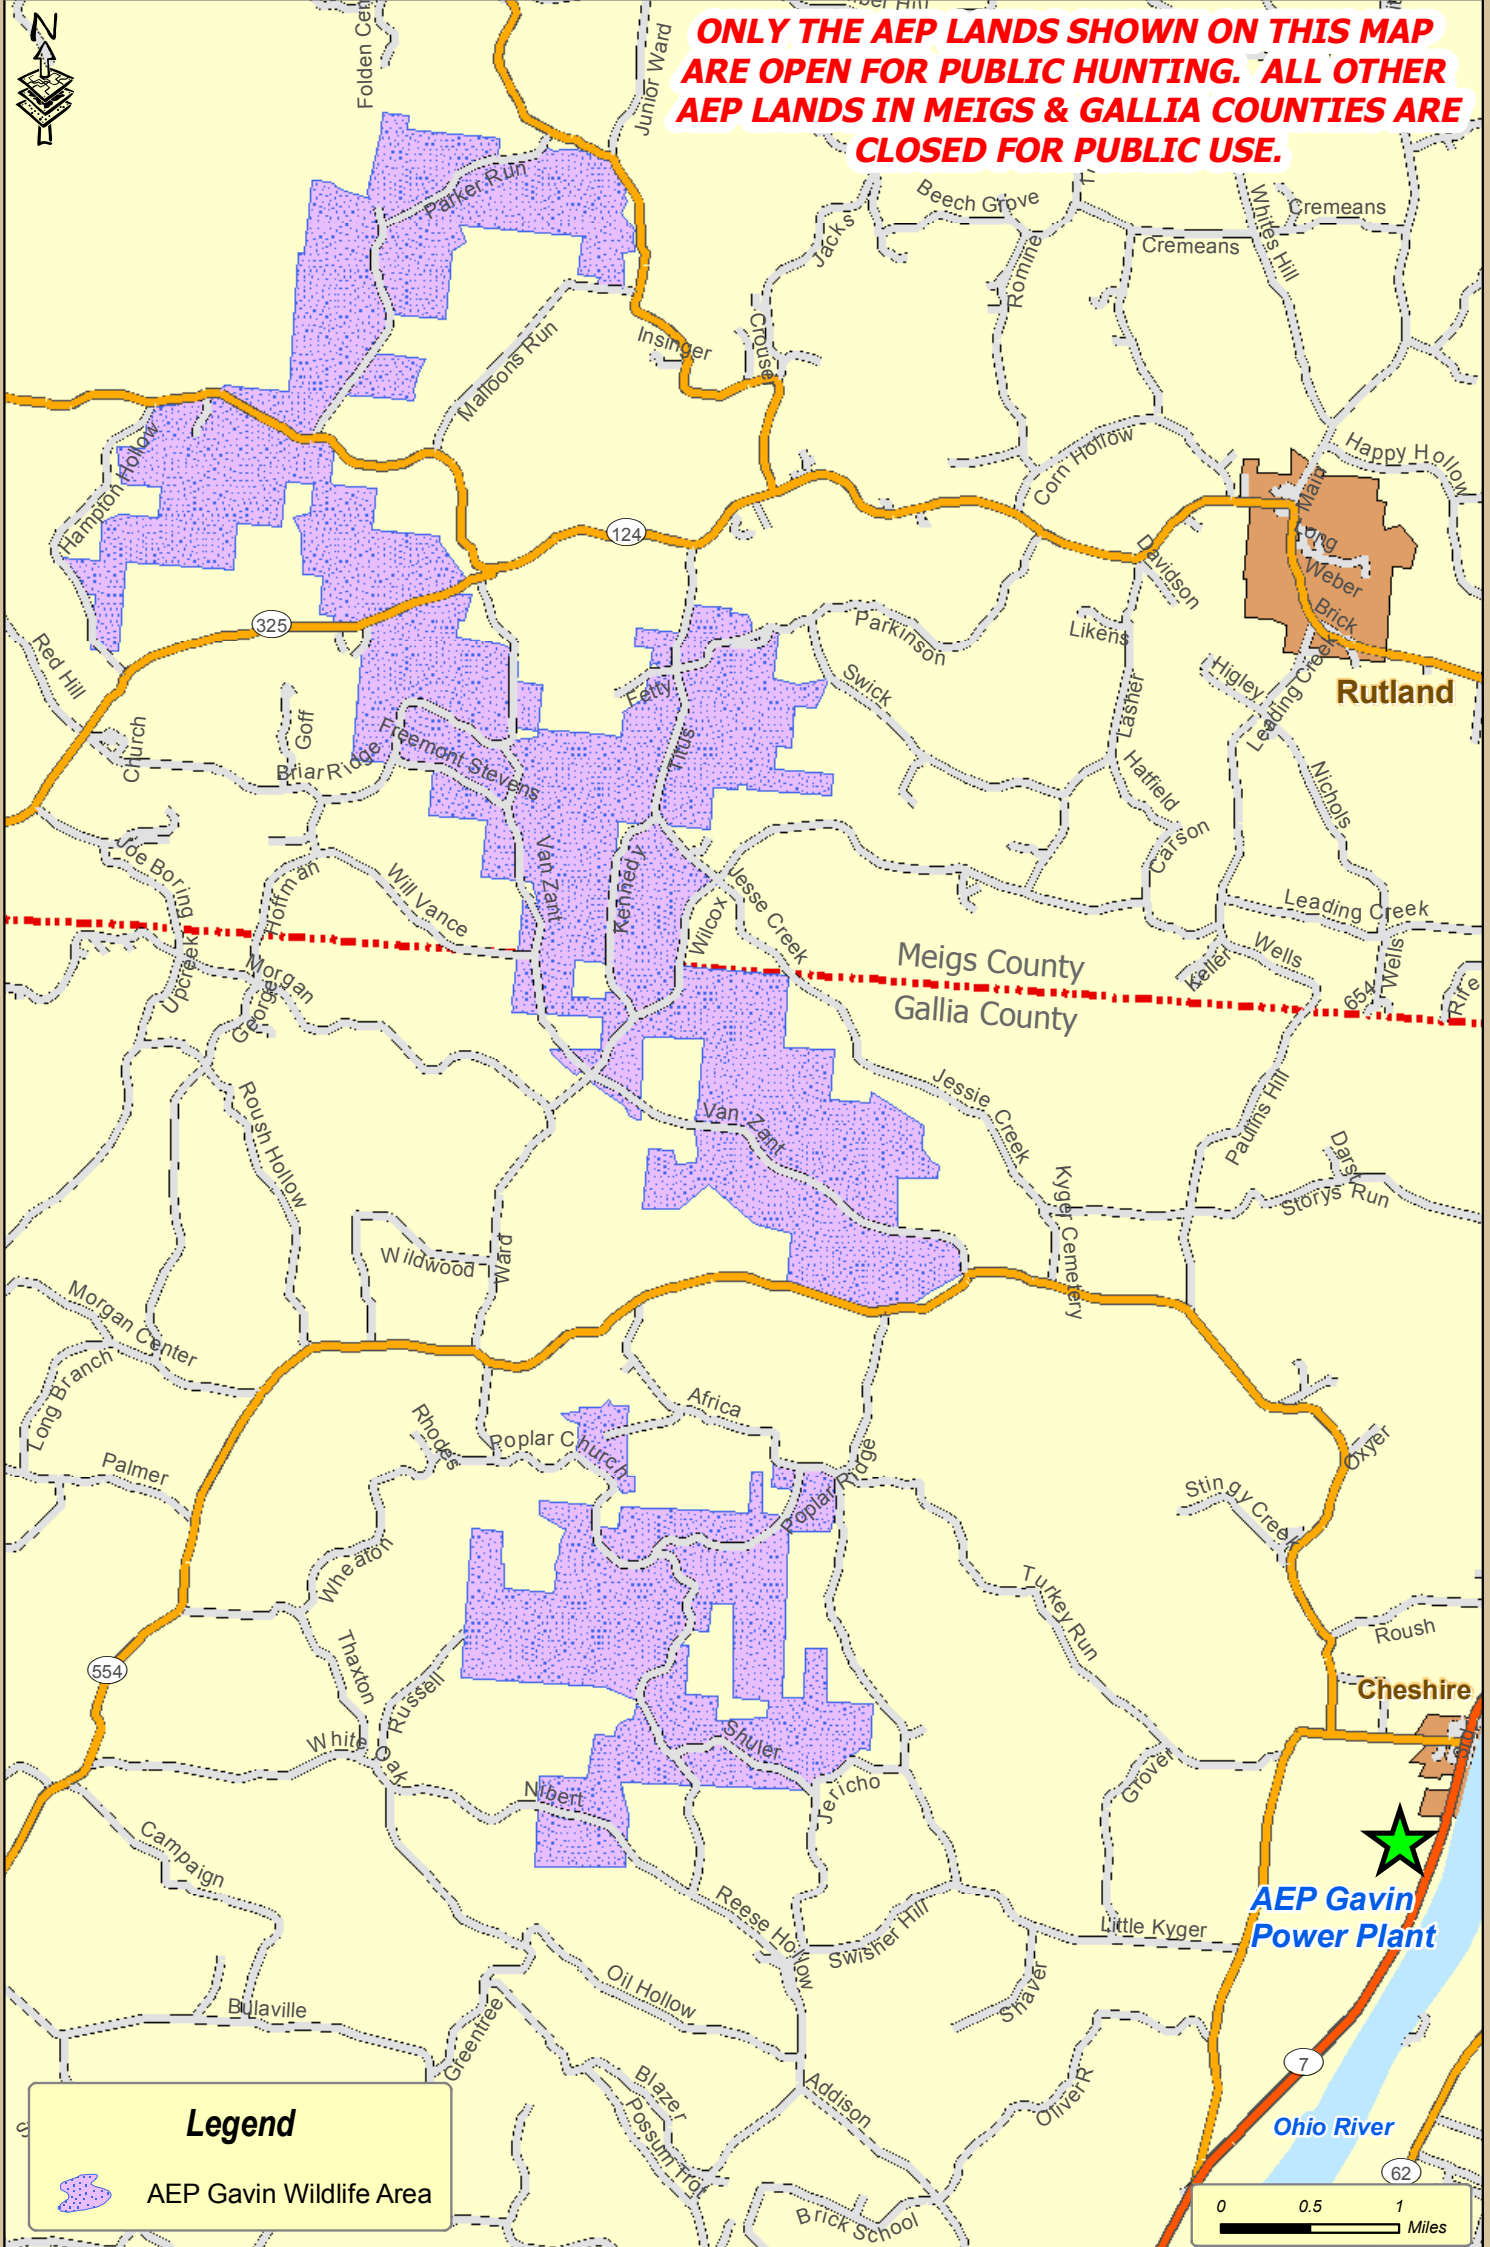 N
ONLY THE AEP LANDS SHOWN ON THIS MAP
ARE OPEN FOR PUBLIC HUNTING. ALL OTHER
AEP LANDS IN MEIGS & GALLIA COUNTIES ARE
CLOSED FOR PUBLIC USE.
Junior Ward
Parker Run
Beech Grove
Jacks
Romine
Cremeans
Cremeans
Whites Hill
Insinger
Crouse
Malloons Run
Hampton Hollow
Corn Hollow
Happy Hollow
Main
Long
Weber
Brick
124
325
Davidson
Parkinson
Likens
Rutland
Red Hill
Fetty
Swick
Lasher
Higley
Leading Creek
Church
Goff
Briar Ridge
Freemont Stevens
Titus
Hatfield
Nichols
Joe Boring
Hoffman
Will Vance
Van Zant
Kennedy
Wilcox
Jesse Creek
Carson
Leading Creek
Upcreek
Morgan
George
Meigs County
Gallia County
Keller
Wells
Wells
654
Rife
Roush Hollow
Van Zant
Jessie Creek
Paulins Hill
Darst
Storys Run
Kyger Cemetery
Wildwood
Ward
Morgan Center
Long Branch
Palmer
Rhodes
Poplar Church
Africa
Poplar Ridge
Oxyer
Stingy Creek
Wheaton
Turkey Run
Roush
Thaxton
Russell
554
Cheshire
3rd
White Oak
Shuler
Nibert
Jericho
Grover
Campaign
AEP Gavin
Power Plant
Reese Hollow
Swisher Hill
Little Kyger
Oil Hollow
Shaver
Bulaville
Greentree
Blazer
Possum Trot
Addison
Oliver R
7
Ohio River
62
Brick School
Legend
AEP Gavin Wildlife Area
0 0.5 1
Miles